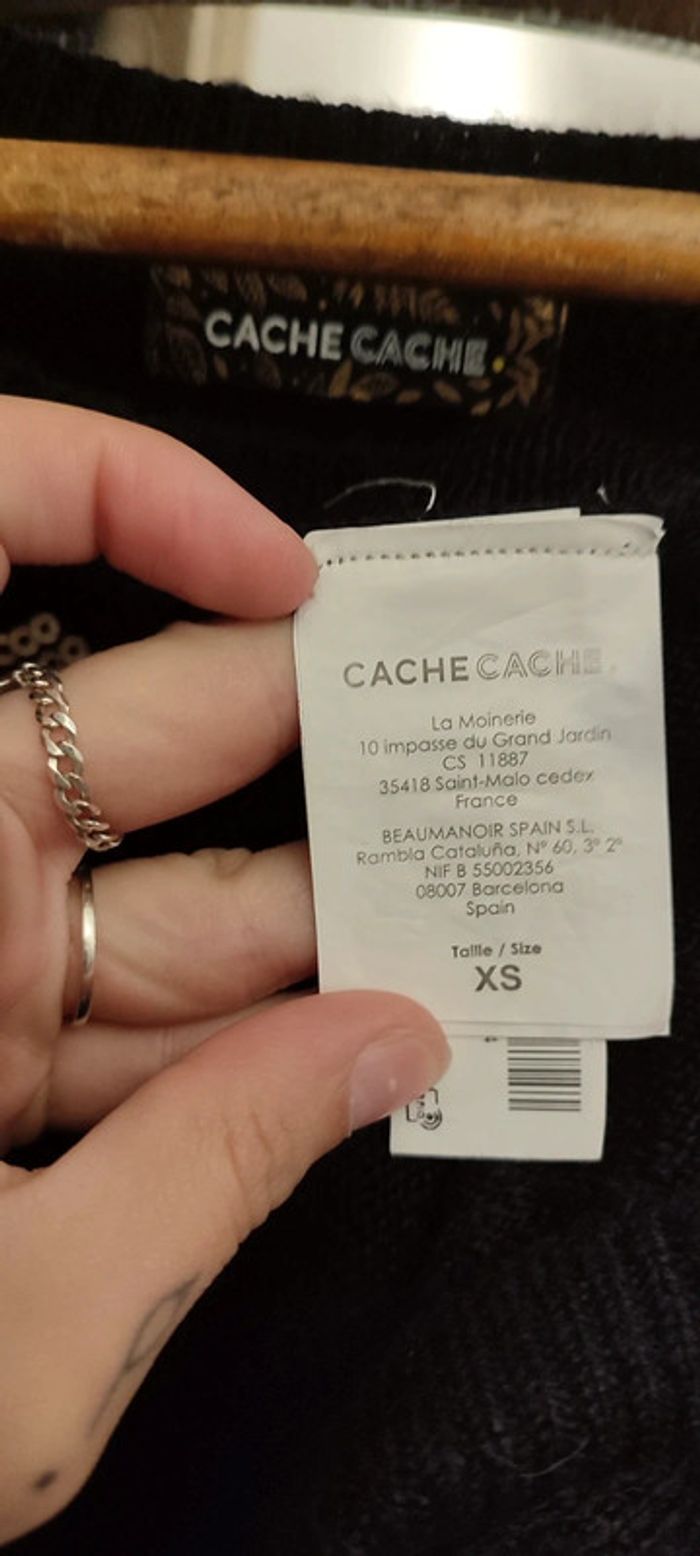 CACHE CACHE.
CACHE CACHE.
La Moinerie
10 impasse du Grand Jardin
CS 11887
35418 Saint-Malo cedex
France
BEAUMANOIR SPAIN S.L.
Rambla Cataluña, Nº 60, 3º 2º
NIF B 55002356
08007 Barcelona
Spain
Taille / Size
XS